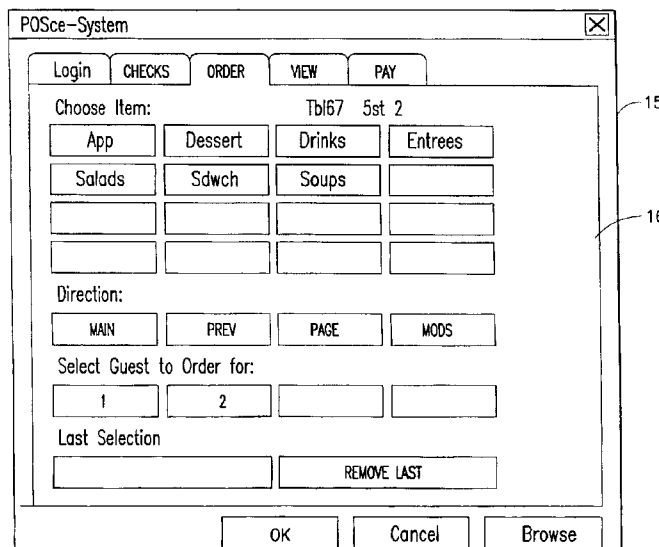 POSce-System
Login CHECKS ORDER VIEW PAY
Choose Item: Tbl67 5st 2
15
App Dessert Drinks Entrees
Salads Sdwch Soups
16
Direction:
MAIN PREV PAGE MODS
Select Guest to Order for:
1 2
Last Selection
REMOVE LAST
OK Cancel Browse